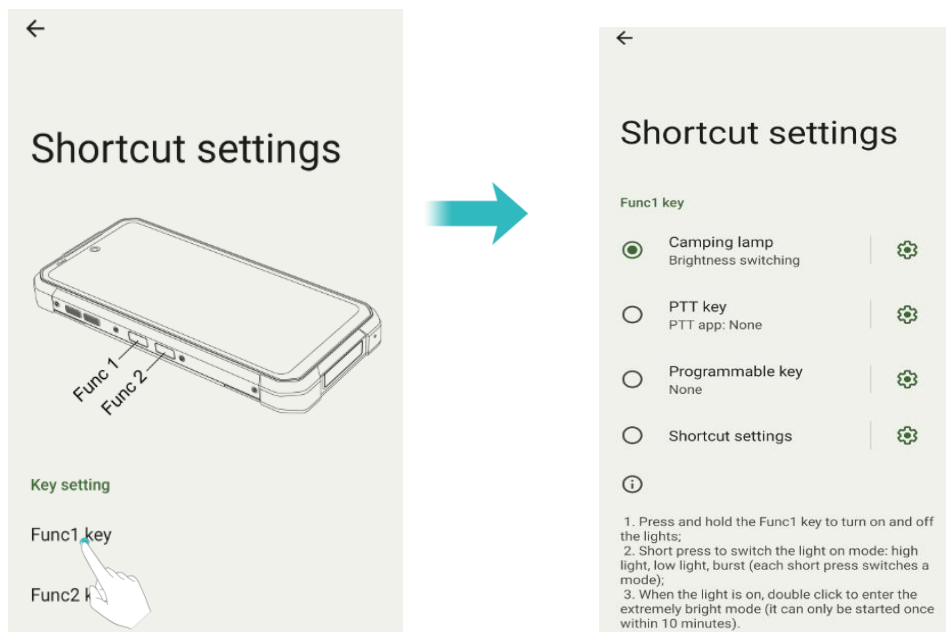 Shortcut settings
Func 1
Func 2
Key setting
Func1 key
Func2
Shortcut settings
Func1 key
Camping lamp
Brightness switching
PTT key
PTT app: None
Programmable key
None
Shortcut settings
1. Press and hold the Func1 key to turn on and off
the lights;
2. Short press to switch the light on mode: high
light, low light, burst (each short press switches a
mode);
3. When the light is on, double click to enter the
extremely bright mode (it can only be started once
within 10 minutes).